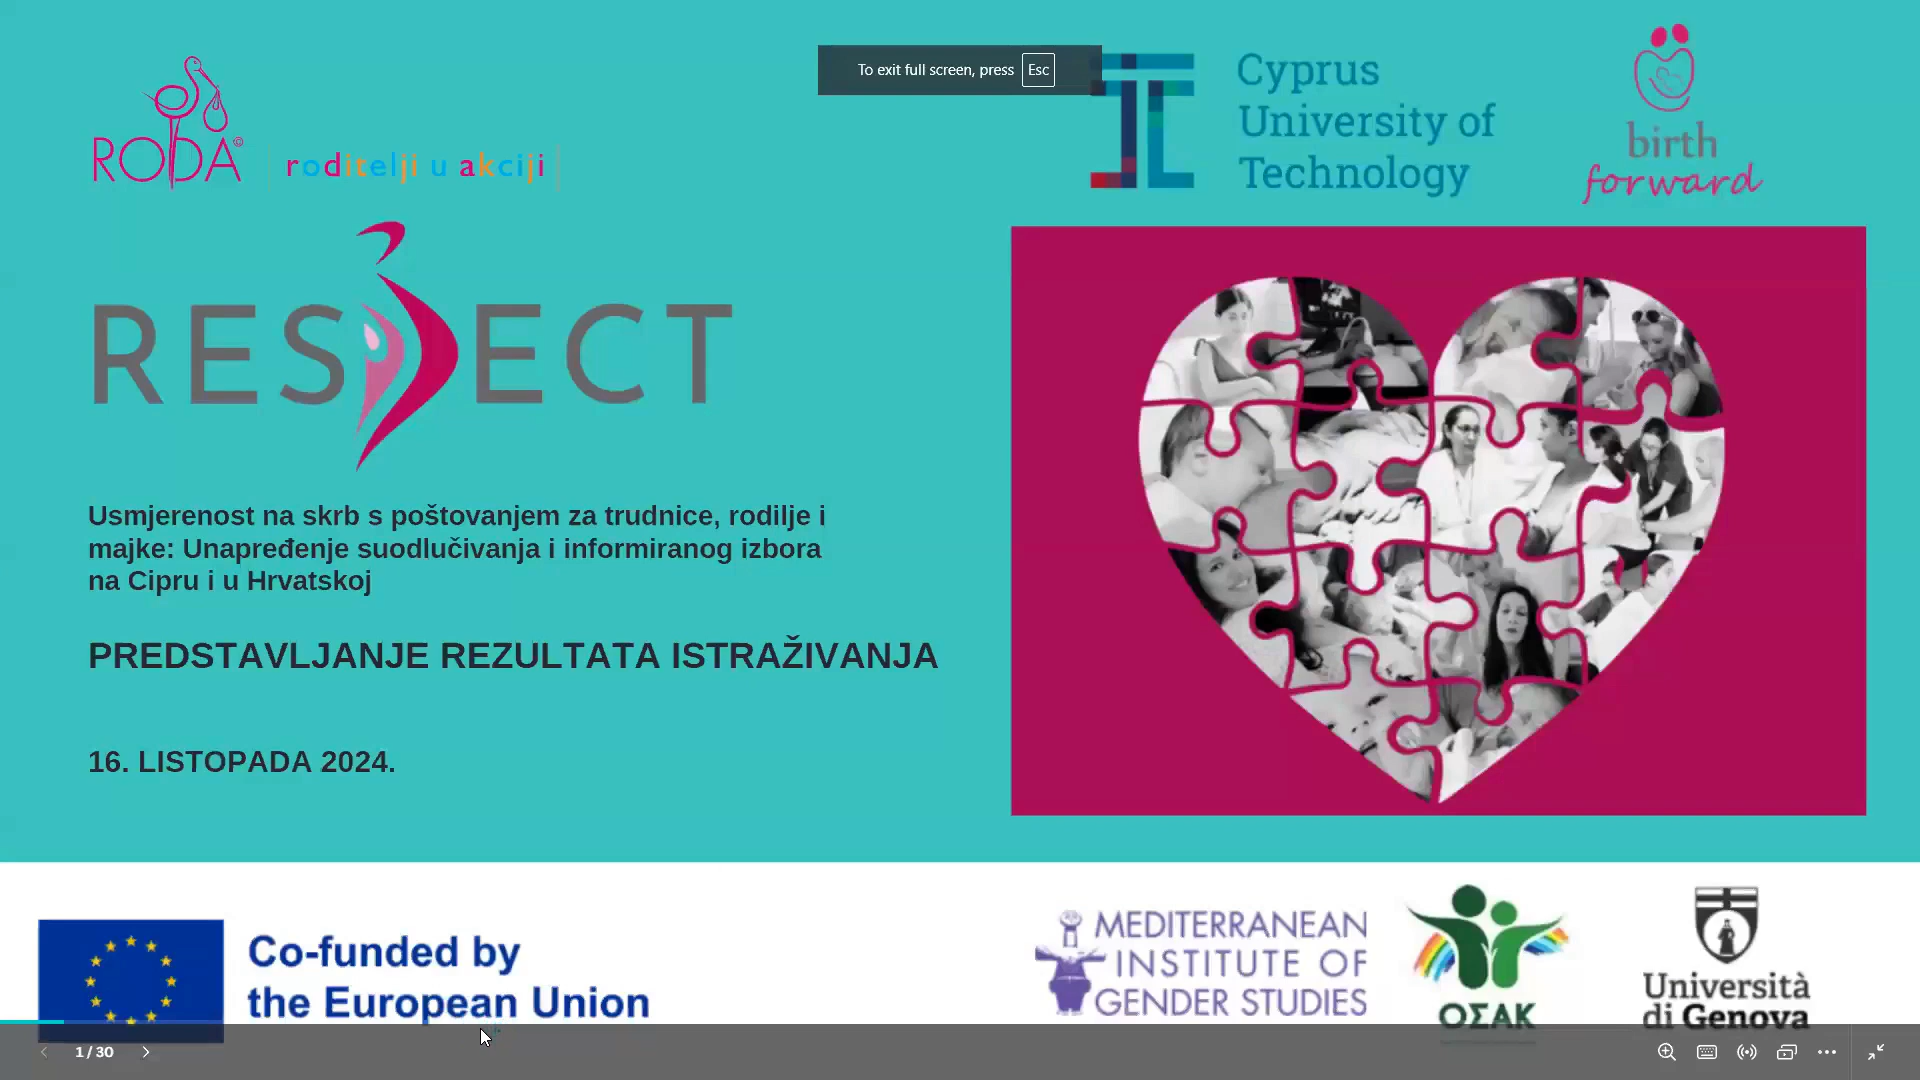 To exit full screen, press Esc
RODA©
roditelji u akciji
Cyprus
University of
Technology
birth
forward
RESPECT
Usmjerenost na skrb s poštovanjem za trudnice, rodilje i
majke: Unapređenje suodlučivanja i informiranog izbora
na Cipru i u Hrvatskoj
PREDSTAVLJANJE REZULTATA ISTRAŽIVANJA
16. LISTOPADA 2024.
Co-funded by
the European Union
MEDITERRANEAN
INSTITUTE OF
GENDER STUDIES
ΟΣΑΚ
Università
di Genova
1 / 30